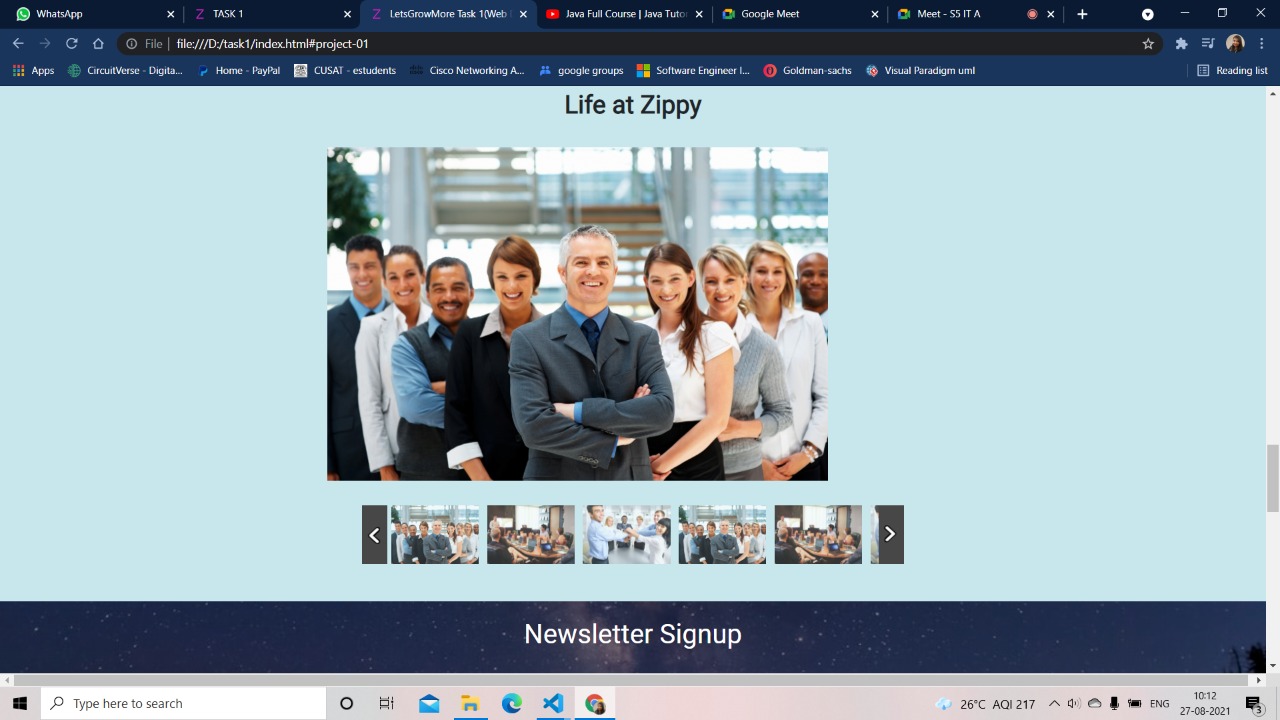 WhatsApp
TASK 1
LetsGrowMore Task 1(Web
Java Full Course | Java Tutor
Google Meet
Meet - S5 IT A
File
file:///D:/task1/index.html#project-01
Apps
CircuitVerse - Digita...
Home - PayPal
CUSAT - estudents
Cisco Networking A...
google groups
Software Engineer I...
Goldman-sachs
Visual Paradigm uml
Reading list
Life at Zippy
Newsletter Signup
Type here to search
26°C AQI 217
ENG
10:12
27-08-2021
3